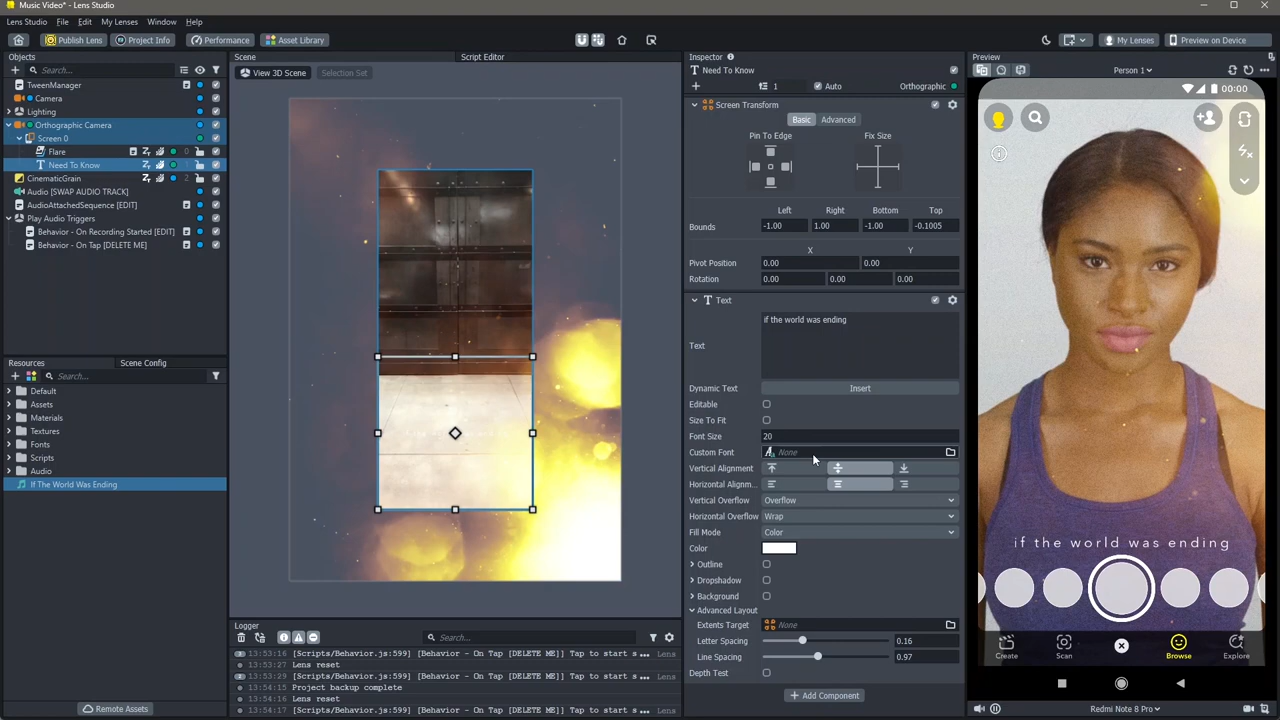 Music Video* - Lens Studio
Lens Studio File Edit My Lenses Window Help
Publish Lens Project Info Performance Asset Library My Lenses Preview on Device
Objects
Search...
TweenManager
Camera
Lighting
Orthographic Camera
Screen 0
Flare 0
Need To Know 1
CinematicGrain 2
Audio [SWAP AUDIO TRACK]
AudioAttachedSequence [EDIT]
Play Audio Triggers
Behavior - On Recording Started [EDIT]
Behavior - On Tap [DELETE ME]
Resources Scene Config
Search...
Default
Assets
Materials
Textures
Fonts
Scripts
Audio
If The World Was Ending
Remote Assets
Scene Script Editor
View 3D Scene Selection Set
Logger
Search...
13:53:16 [Scripts/Behavior.js:599] [Behavior - On Tap [DELETE ME]] Tap to start s ... Lens
13:53:27 Lens reset
13:53:29 [Scripts/Behavior.js:599] [Behavior - On Tap [DELETE ME]] Tap to start s ... Lens
13:54:15 Project backup complete
13:54:16 Lens reset
13:54:17 [Scripts/Behavior.js:599] [Behavior - On Tap [DELETE ME]] Tap to start s ... Lens
Inspector
Need To Know
1 Auto Orthographic
Screen Transform
Basic Advanced
Pin To Edge Fix Size
Left Right Bottom Top
Bounds -1.00 1.00 -1.00 -0.1005
X Y
Pivot Position 0.00 0.00
Rotation 0.00 0.00 0.00
Text
Text if the world was ending
Dynamic Text Insert
Editable
Size To Fit
Font Size 20
Custom Font None
Vertical Alignment
Horizontal Alignm...
Vertical Overflow Overflow
Horizontal Overflow Wrap
Fill Mode Color
Color
Outline
Dropshadow
Background
Advanced Layout
Extents Target None
Letter Spacing 0.16
Line Spacing 0.97
Depth Test
Add Component
Preview
Person 1
00:00
if the world was ending
Create Scan Browse Explore
Redmi Note 8 Pro